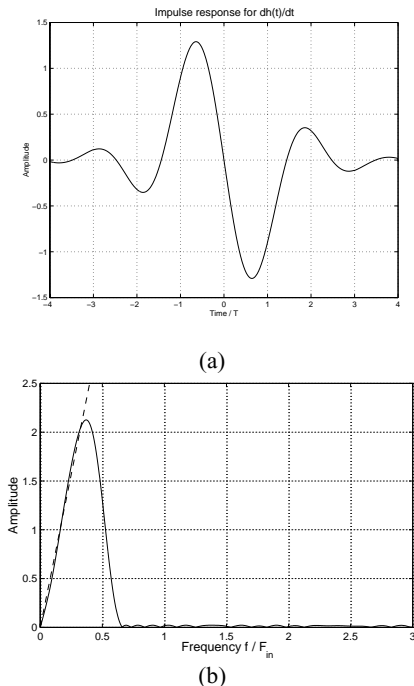 Impulse response for dh(t)/dt
1.5
1
0.5
0
−0.5
−1
−1.5
Amplitude
−4 −3 −2 −1 0 1 2 3 4
Time / T
(a)
2.5
2
1.5
1
0.5
0
Amplitude
0 0.5 1 1.5 2 2.5 3
Frequency f / F_in
(b)